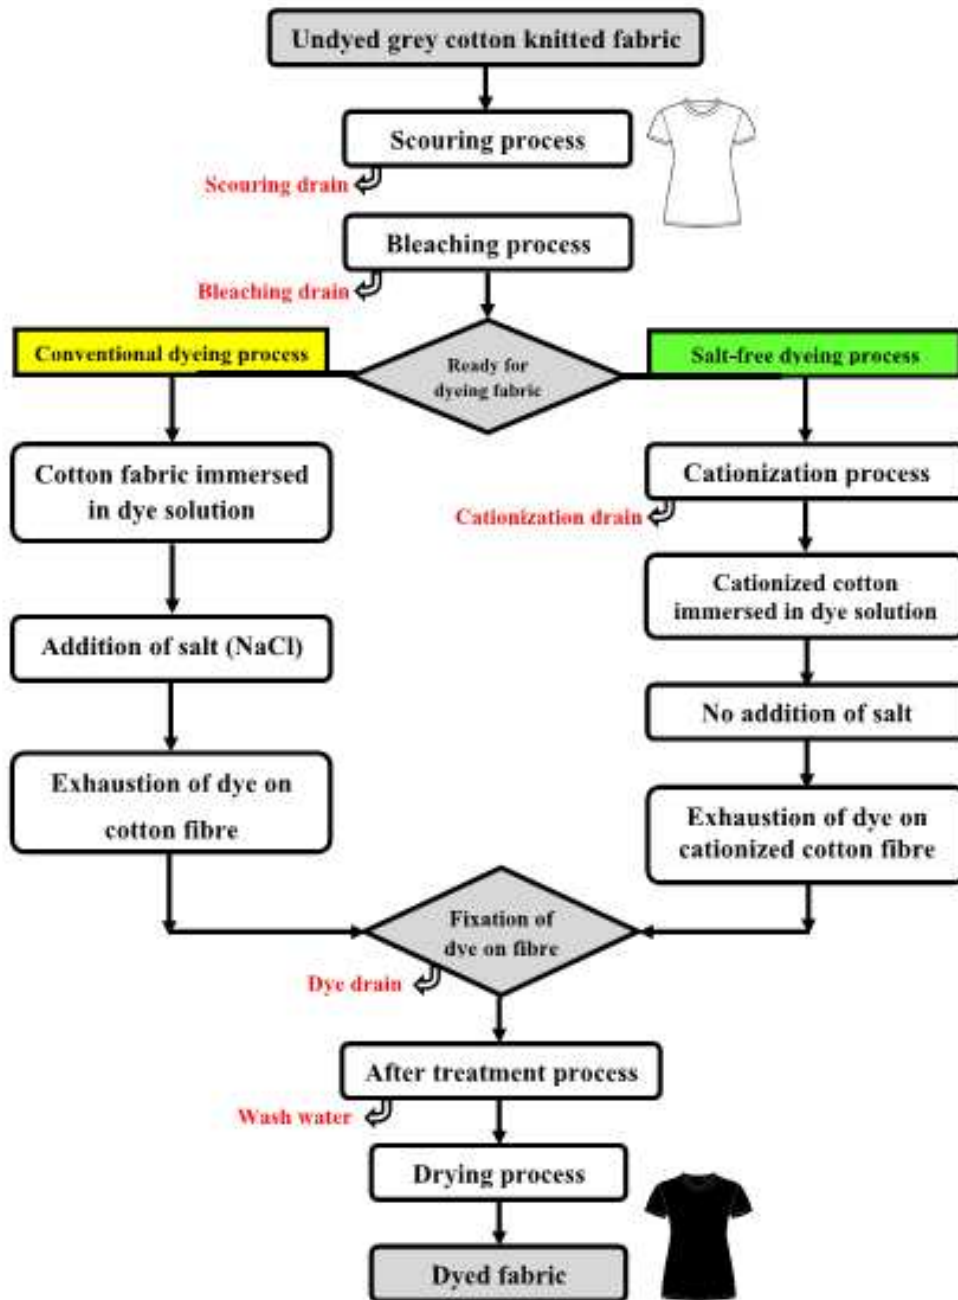 Undyed grey cotton knitted fabric
Scouring process
Scouring drain
Bleaching process
Bleaching drain
Conventional dyeing process
Ready for
dyeing fabric
Salt-free dyeing process
Cotton fabric immersed
in dye solution
Addition of salt (NaCl)
Exhaustion of dye on
cotton fibre
Cationization process
Cationization drain
Cationized cotton
immersed in dye solution
No addition of salt
Exhaustion of dye on
cationized cotton fibre
Fixation of
dye on fibre
Dye drain
After treatment process
Wash water
Drying process
Dyed fabric